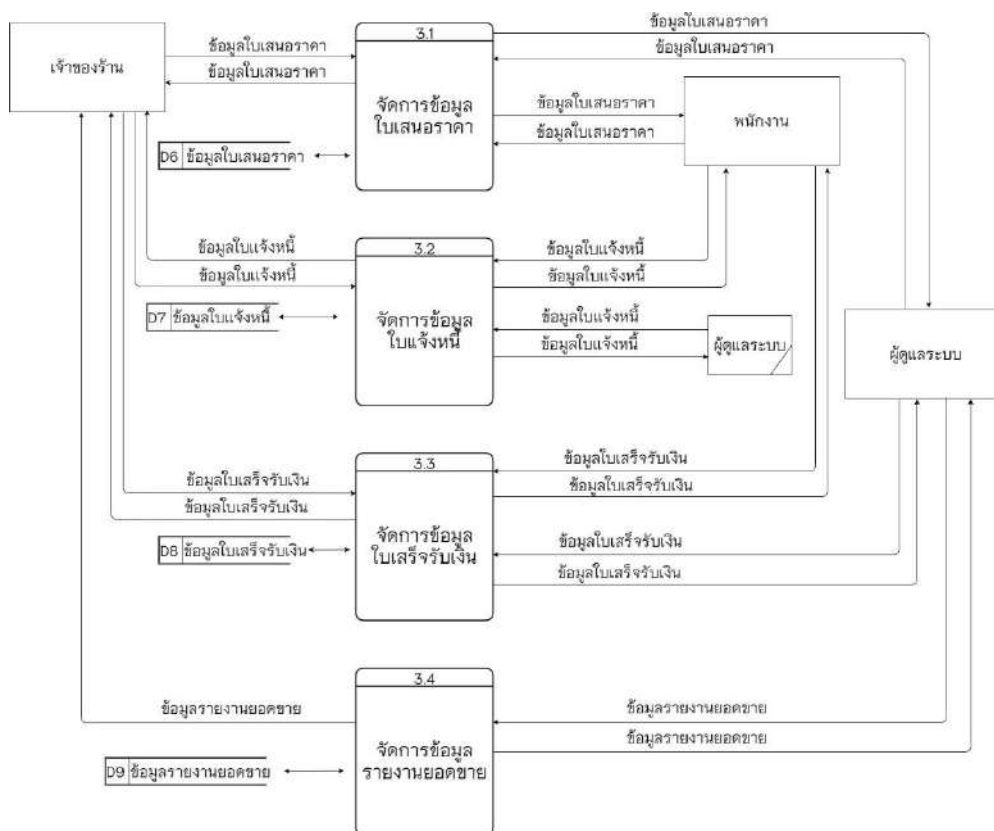 3.1
ข้อมูลใบเสนอราคา
ข้อมูลใบเสนอราคา
ข้อมูลใบเสนอราคา
ข้อมูลใบเสนอราคา
เจ้าของร้าน
จัดการข้อมูล
ใบเสนอราคา
ข้อมูลใบเสนอราคา
ข้อมูลใบเสนอราคา
พนักงาน
D6 ข้อมูลใบเสนอราคา
3.2
ข้อมูลใบแจ้งหนี้
ข้อมูลใบแจ้งหนี้
ข้อมูลใบแจ้งหนี้
ข้อมูลใบแจ้งหนี้
D7 ข้อมูลใบแจ้งหนี้
จัดการข้อมูล
ใบแจ้งหนี้
ข้อมูลใบแจ้งหนี้
ข้อมูลใบแจ้งหนี้
ผู้ดูแลระบบ
ผู้ดูแลระบบ
3.3
ข้อมูลใบเสร็จรับเงิน
ข้อมูลใบเสร็จรับเงิน
ข้อมูลใบเสร็จรับเงิน
ข้อมูลใบเสร็จรับเงิน
D8 ข้อมูลใบเสร็จรับเงิน
จัดการข้อมูล
ใบเสร็จรับเงิน
ข้อมูลใบเสร็จรับเงิน
ข้อมูลใบเสร็จรับเงิน
3.4
ข้อมูลรายงานยอดขาย
ข้อมูลรายงานยอดขาย
ข้อมูลรายงานยอดขาย
จัดการข้อมูล
รายงานยอดขาย
D9 ข้อมูลรายงานยอดขาย